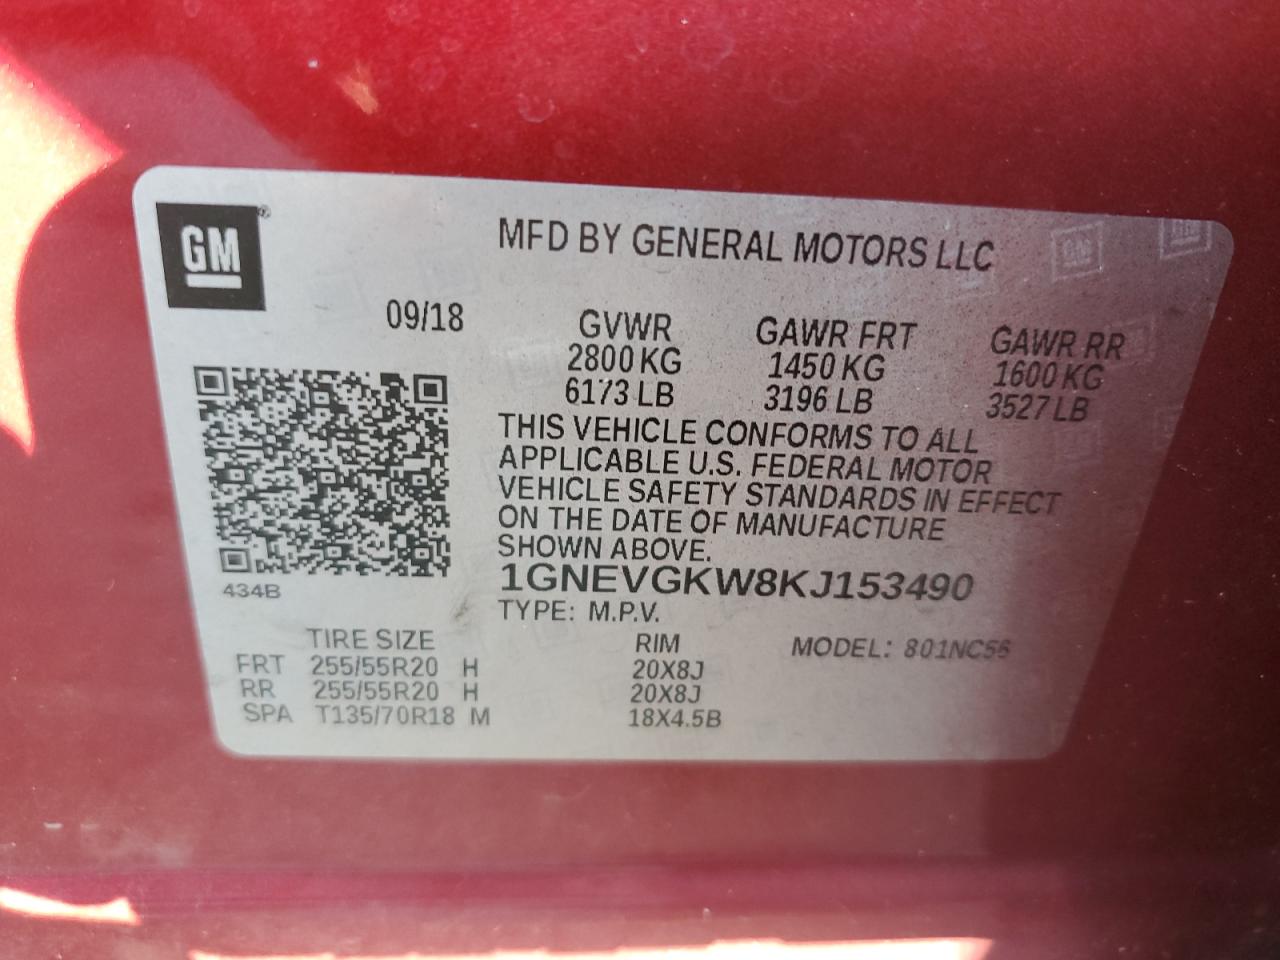 GM
MFD BY GENERAL MOTORS LLC
09/18
GVWR GAWR FRT GAWR RR
2800 KG 1450 KG 1600 KG
6173 LB 3196 LB 3527 LB
THIS VEHICLE CONFORMS TO ALL
APPLICABLE U.S. FEDERAL MOTOR
VEHICLE SAFETY STANDARDS IN EFFECT
ON THE DATE OF MANUFACTURE
SHOWN ABOVE.
1GNEVGKW8KJ153490
434B
TYPE: M.P.V.
TIRE SIZE RIM MODEL: 801NC56
FRT 255/55R20 H 20X8J
RR 255/55R20 H 20X8J
SPA T135/70R18 M 18X4.5B